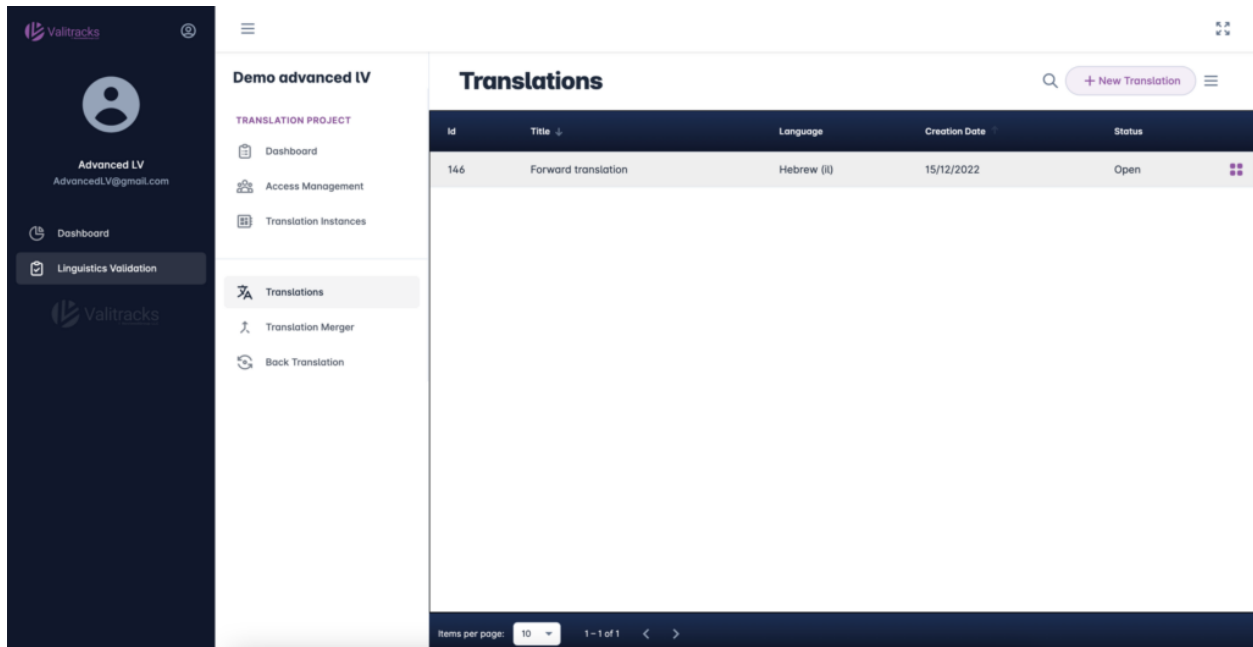 Valitracks
Advanced LV
AdvancedLV@gmail.com
Dashboard
Linguistics Validation
Valitracks
Demo advanced lV
TRANSLATION PROJECT
Dashboard
Access Management
Translation Instances
Translations
Translation Merger
Back Translation
Translations
+ New Translation
Id Title ↓ Language Creation Date ↑ Status
146 Forward translation Hebrew (il) 15/12/2022 Open
Items per page: 10 1 – 1 of 1